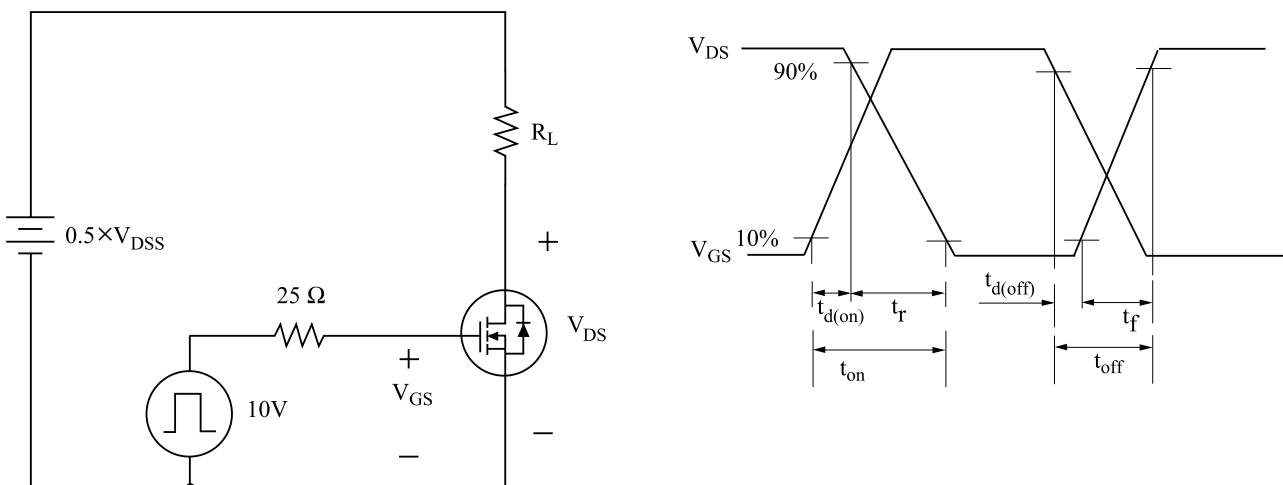 R_L
0.5×V_DSS
25 Ω
V_DS
V_GS
10V
V_DS
90%
V_GS
10%
t_d(on)
t_r
t_d(off)
t_f
t_on
t_off